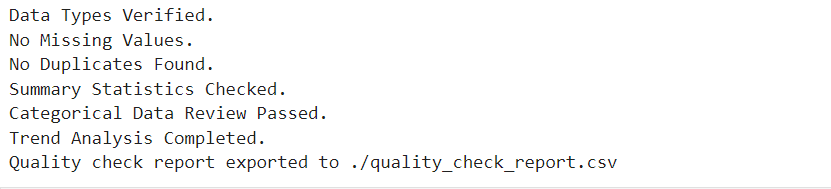 Data Types Verified.
No Missing Values.
No Duplicates Found.
Summary Statistics Checked.
Categorical Data Review Passed.
Trend Analysis Completed.
Quality check report exported to ./quality_check_report.csv